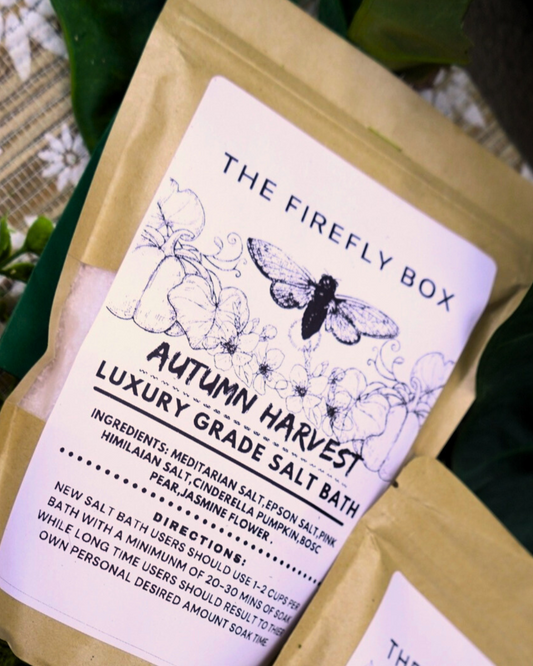 THE FIREFLY BOX
AUTUMN HARVEST
LUXURY GRADE SALT BATH
INGREDIENTS: MEDITARIAN SALT,EPSON SALT,PINK
HIMILAIAN SALT,CINDERELLA PUMPKIN,BOSC
PEAR,JASMINE FLOWER.
DIRECTIONS:
NEW SALT BATH USERS SHOULD USE 1-2 CUPS PER
BATH WITH A MINIMUNM OF 20-30 MINS OF SOAK
WHILE LONG TIME USERS SHOULD RESULT TO THEIR
OWN PERSONAL DESIRED AMOUNT SOAK TIME
THE